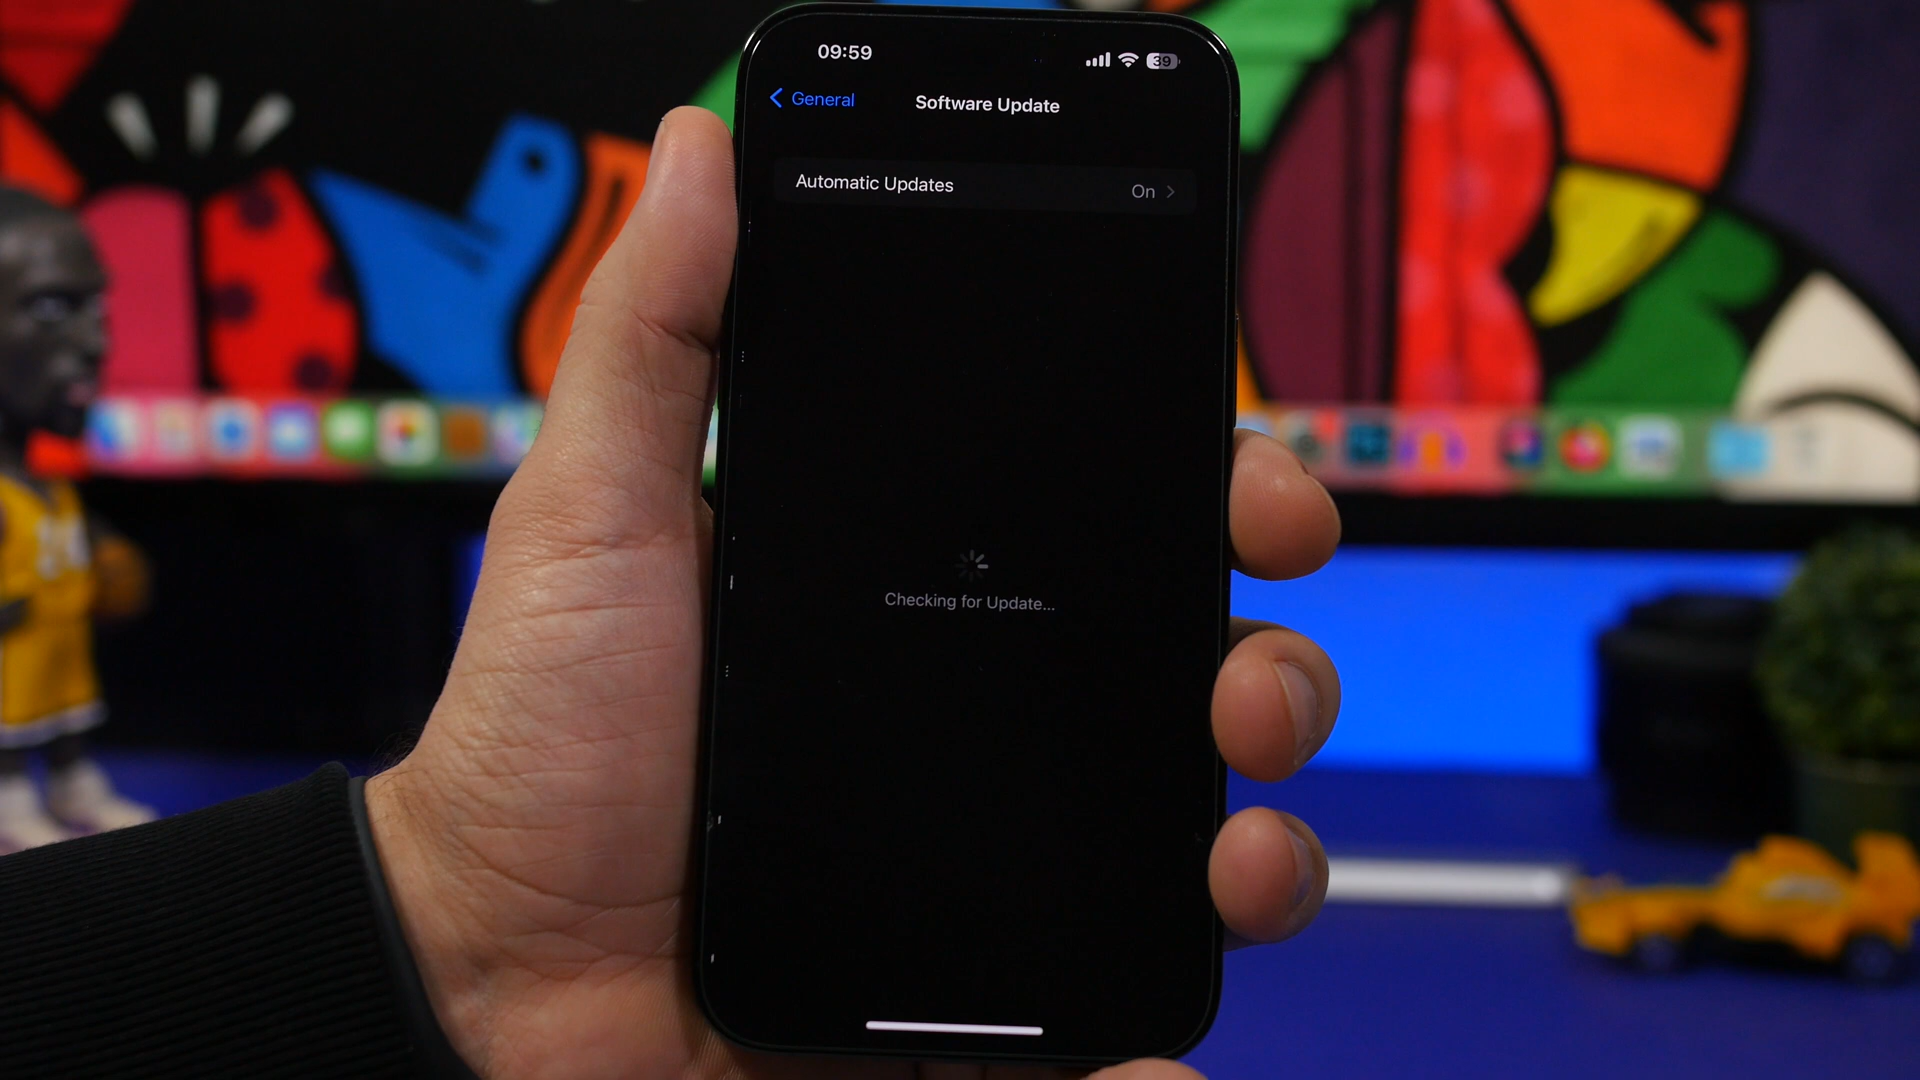 09:59
39
General
Software Update
Automatic Updates
On
Checking for Update...